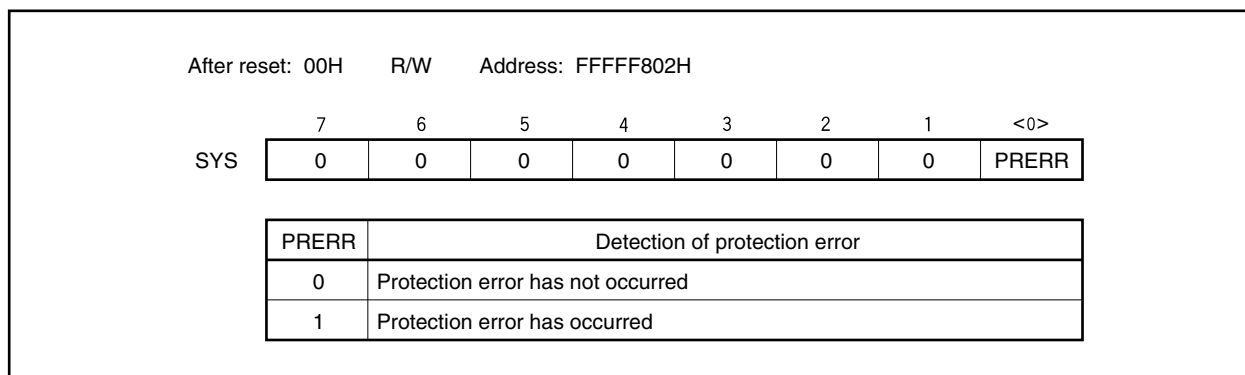 After reset: 00H R/W Address: FFFFF802H
7 6 5 4 3 2 1 <0>
SYS 0 0 0 0 0 0 0 PRERR
PRERR Detection of protection error
0 Protection error has not occurred
1 Protection error has occurred